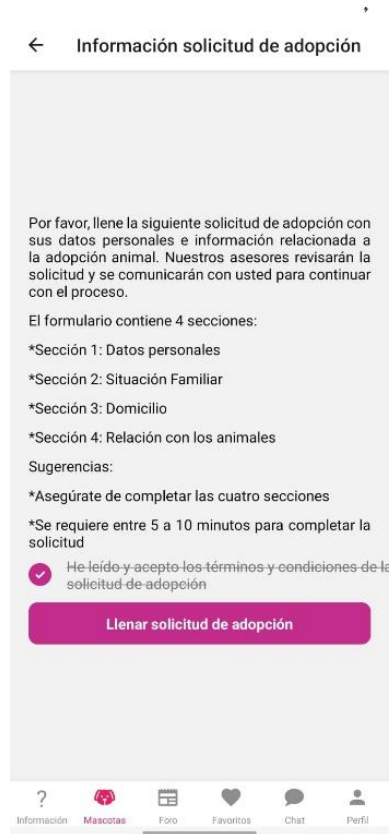 Información solicitud de adopción
Por favor, llene la siguiente solicitud de adopción con
sus datos personales e información relacionada a
la adopción animal. Nuestros asesores revisarán la
solicitud y se comunicarán con usted para continuar
con el proceso.
El formulario contiene 4 secciones:
*Sección 1: Datos personales
*Sección 2: Situación Familiar
*Sección 3: Domicilio
*Sección 4: Relación con los animales
Sugerencias:
*Asegúrate de completar las cuatro secciones
*Se requiere entre 5 a 10 minutos para completar la
solicitud
He leído y acepto los términos y condiciones de la
solicitud de adopción
Llenar solicitud de adopción
Información Mascotas Foro Favoritos Chat Perfil